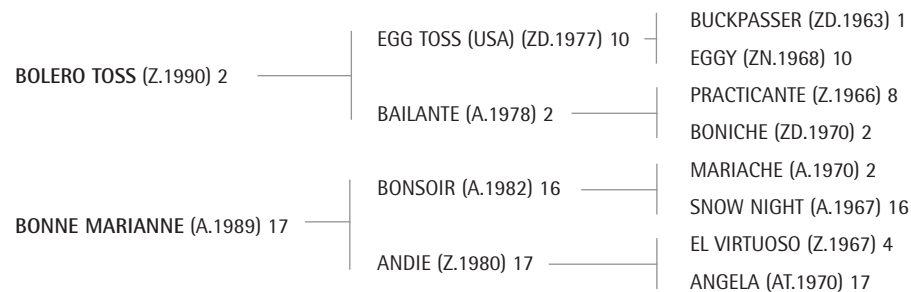 BOLERO TOSS (Z.1990) 2
EGG TOSS (USA) (ZD.1977) 10
BUCKPASSER (ZD.1963) 1
EGGY (ZN.1968) 10
BAILANTE (A.1978) 2
PRACTICANTE (Z.1966) 8
BONICHE (ZD.1970) 2
BONNE MARIANNE (A.1989) 17
BONSOIR (A.1982) 16
MARIACHE (A.1970) 2
SNOW NIGHT (A.1967) 16
ANDIE (Z.1980) 17
EL VIRTUOSO (Z.1967) 4
ANGELA (AT.1970) 17